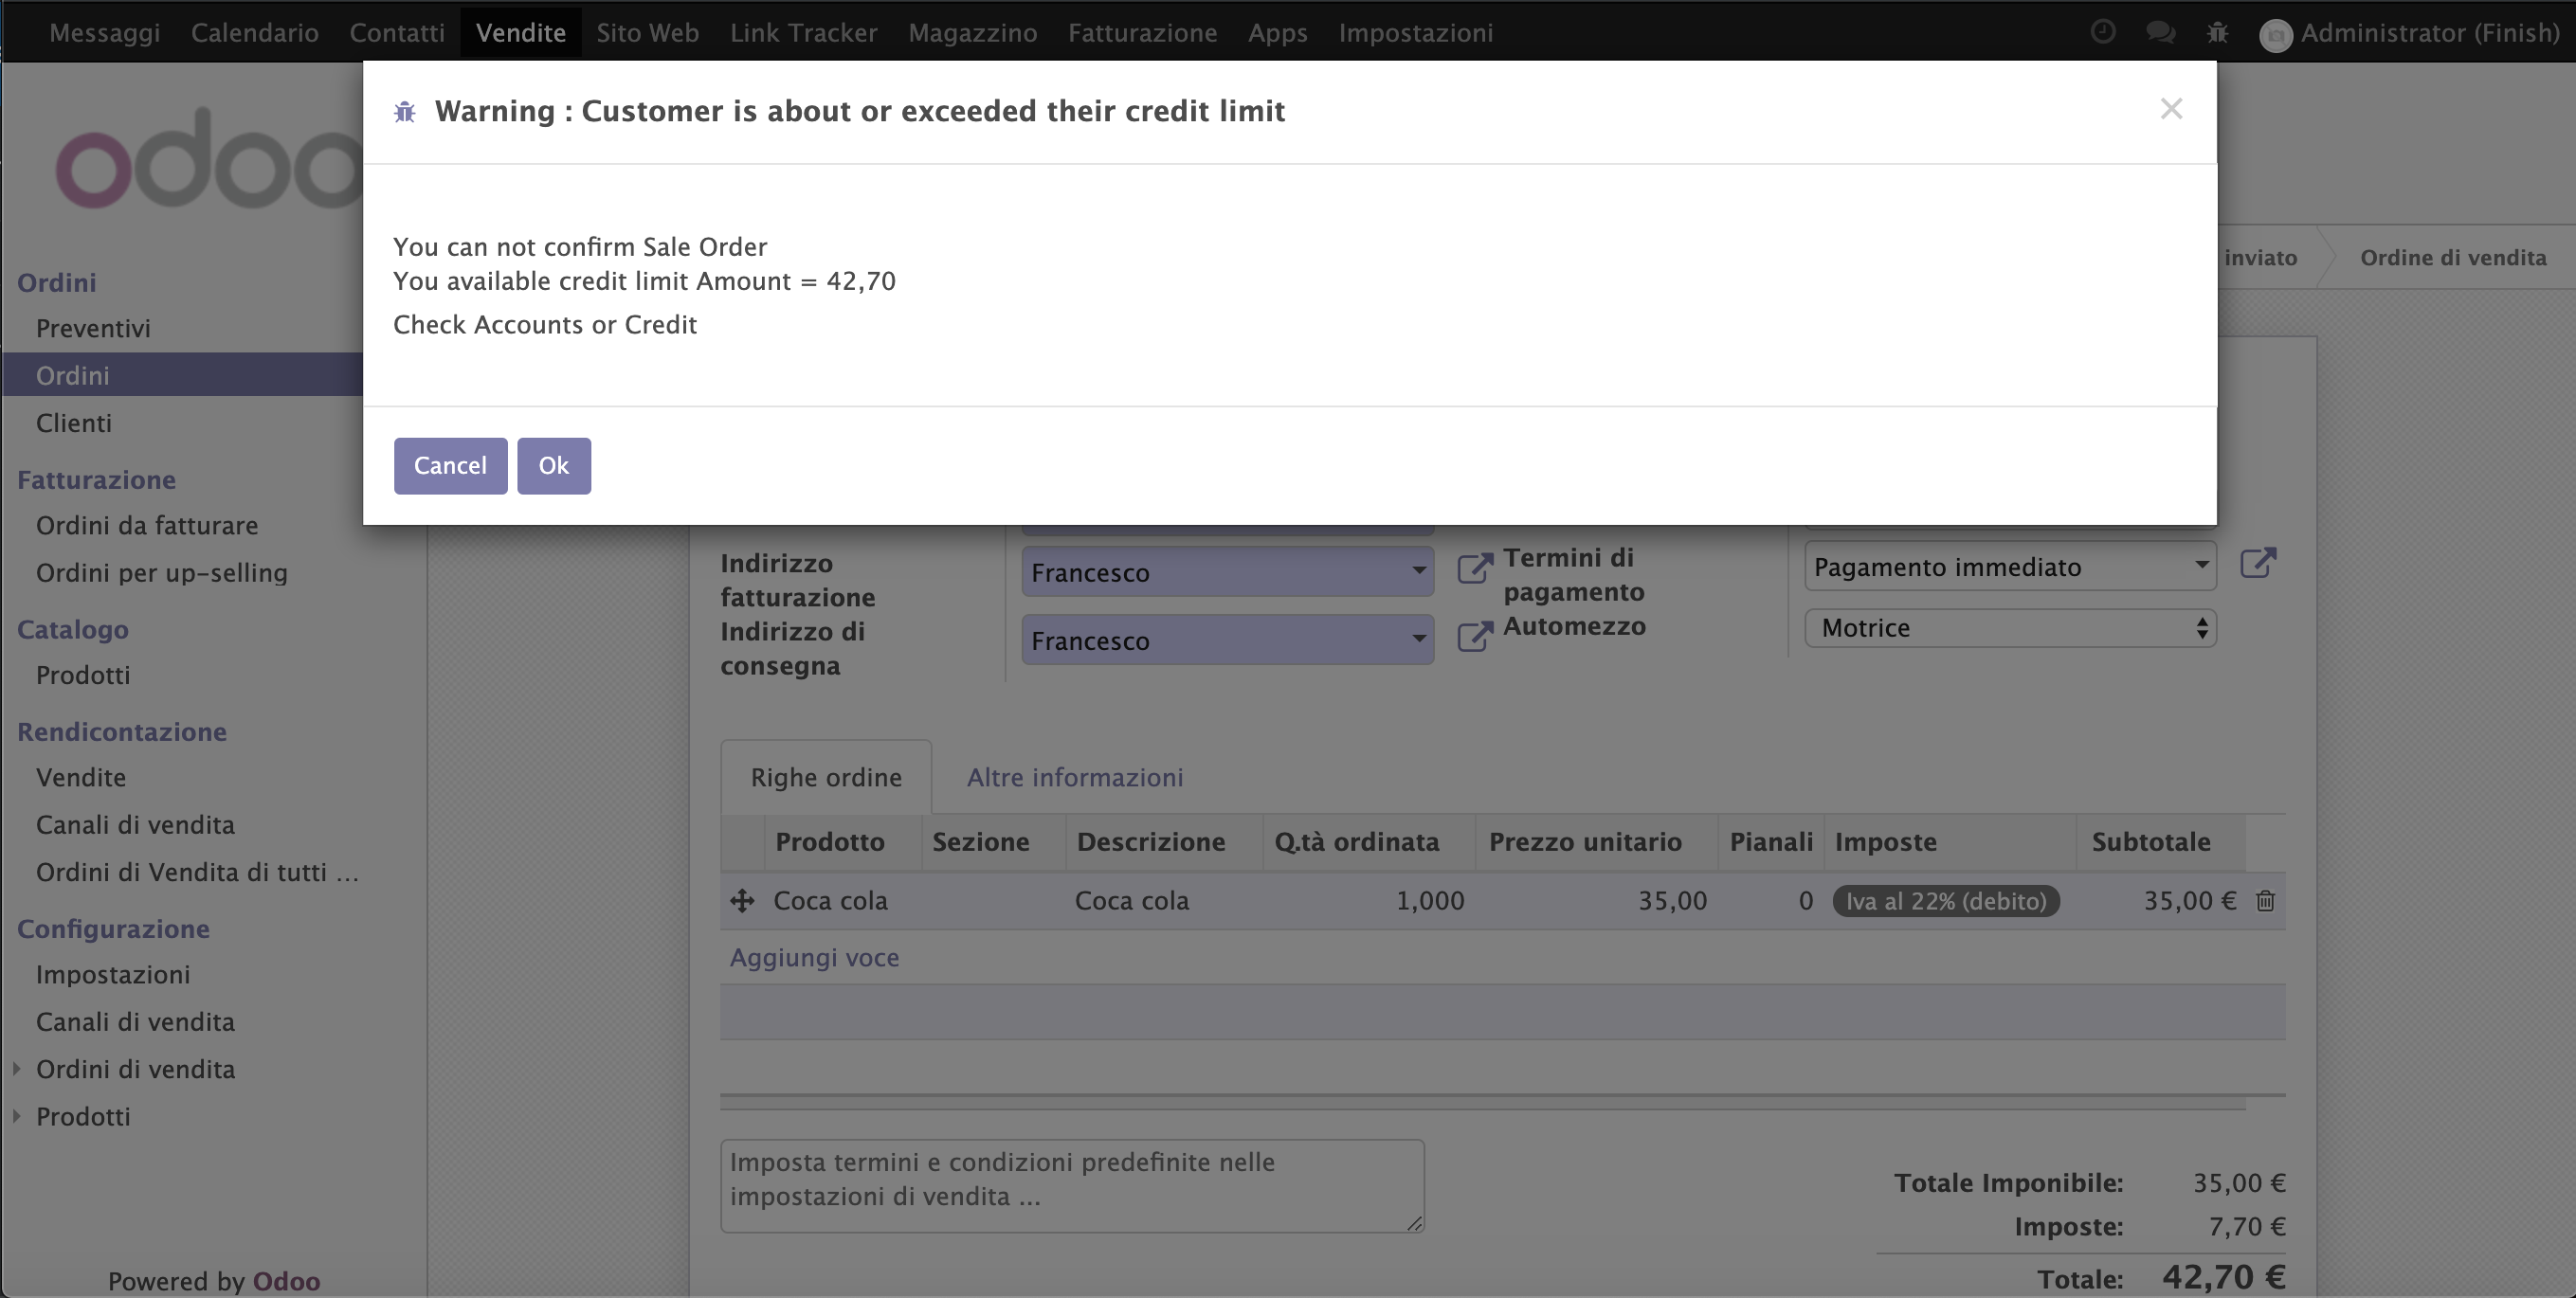 Messaggi Calendario Contatti Vendite Sito Web Link Tracker Magazzino Fatturazione Apps Impostazioni Administrator (Finish)
odoo
Warning : Customer is about or exceeded their credit limit
You can not confirm Sale Order
You available credit limit Amount = 42,70
Check Accounts or Credit
Cancel Ok
inviato Ordine di vendita
Ordini
Preventivi
Ordini
Clienti
Fatturazione
Ordini da fatturare
Ordini per up-selling
Catalogo
Prodotti
Rendicontazione
Vendite
Canali di vendita
Ordini di Vendita di tutti ...
Configurazione
Impostazioni
Canali di vendita
Ordini di vendita
Prodotti
Powered by Odoo
Indirizzo
fatturazione
Francesco
Indirizzo di
consegna
Francesco
Termini di
pagamento
Pagamento immediato
Automezzo
Motrice
Righe ordine Altre informazioni
Prodotto Sezione Descrizione Q.tà ordinata Prezzo unitario Pianali Imposte Subtotale
Coca cola Coca cola 1,000 35,00 0 Iva al 22% (debito) 35,00 €
Aggiungi voce
Imposta termini e condizioni predefinite nelle
impostazioni di vendita ...
Totale Imponibile: 35,00 €
Imposte: 7,70 €
Totale: 42,70 €